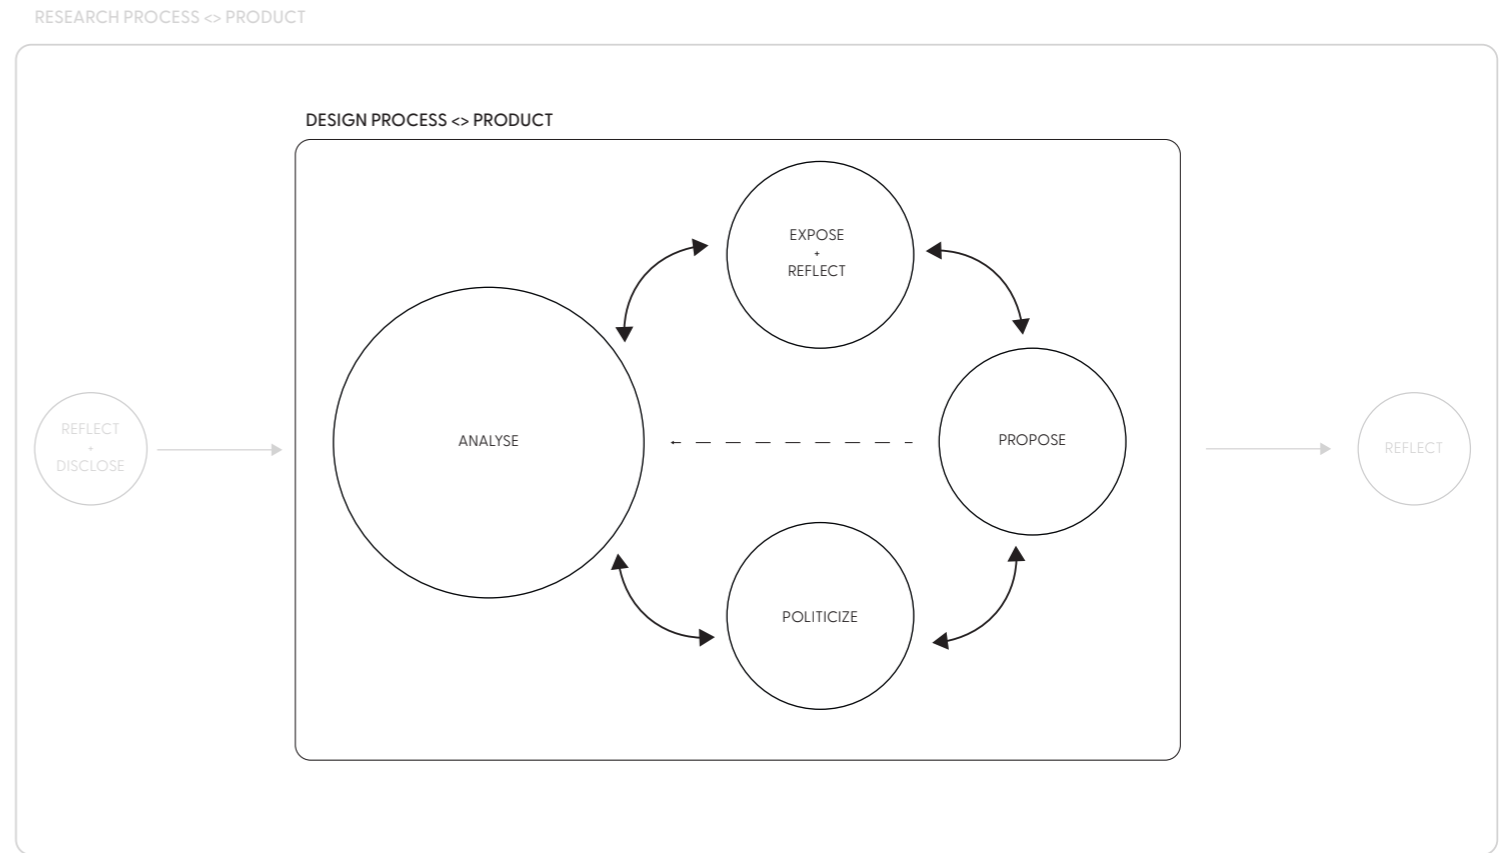 RESEARCH PROCESS <> PRODUCT
DESIGN PROCESS <> PRODUCT
EXPOSE
+
REFLECT
ANALYSE
PROPOSE
POLITICIZE
REFLECT
+
DISCLOSE
REFLECT